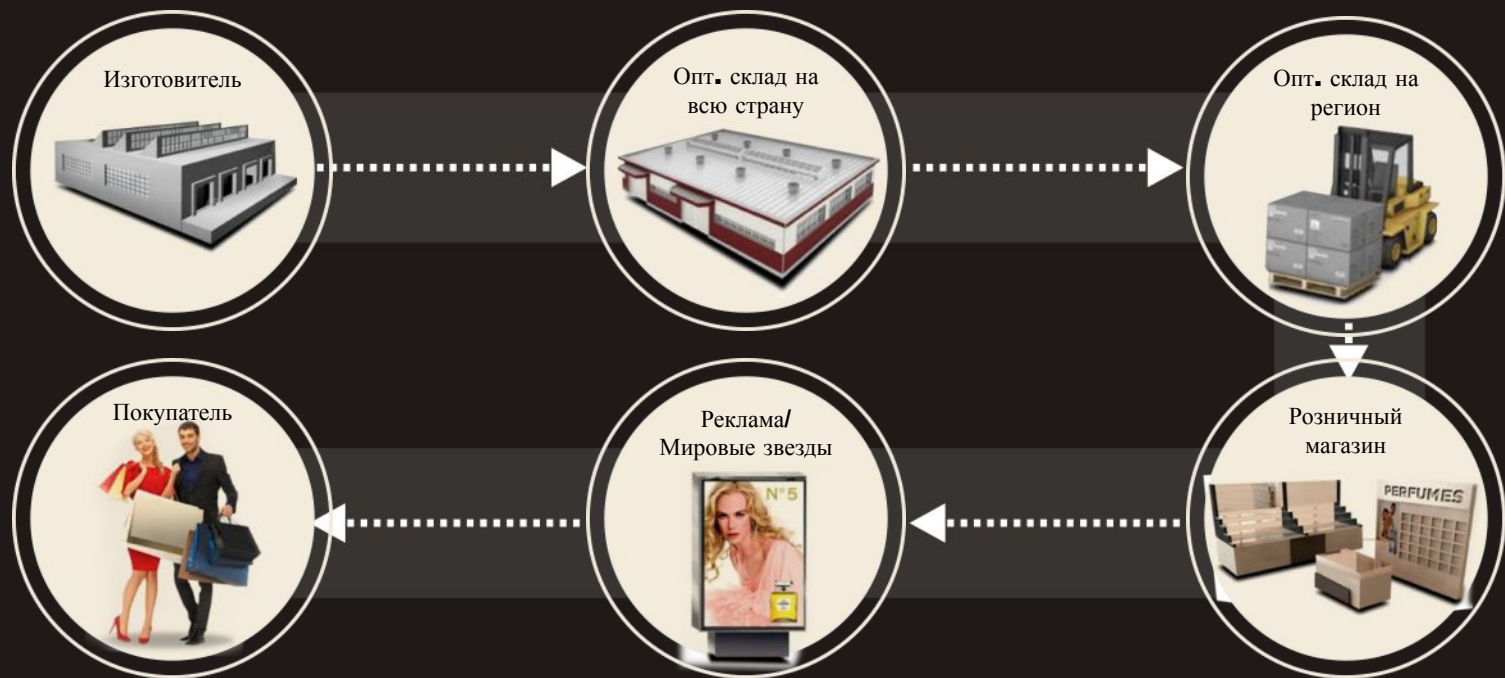 Изготовитель
Опт. склад на
всю страну
Опт. склад на
регион
Розничный
магазин
PERFUMES
Реклама/
Мировые звезды
N°5
Покупатель